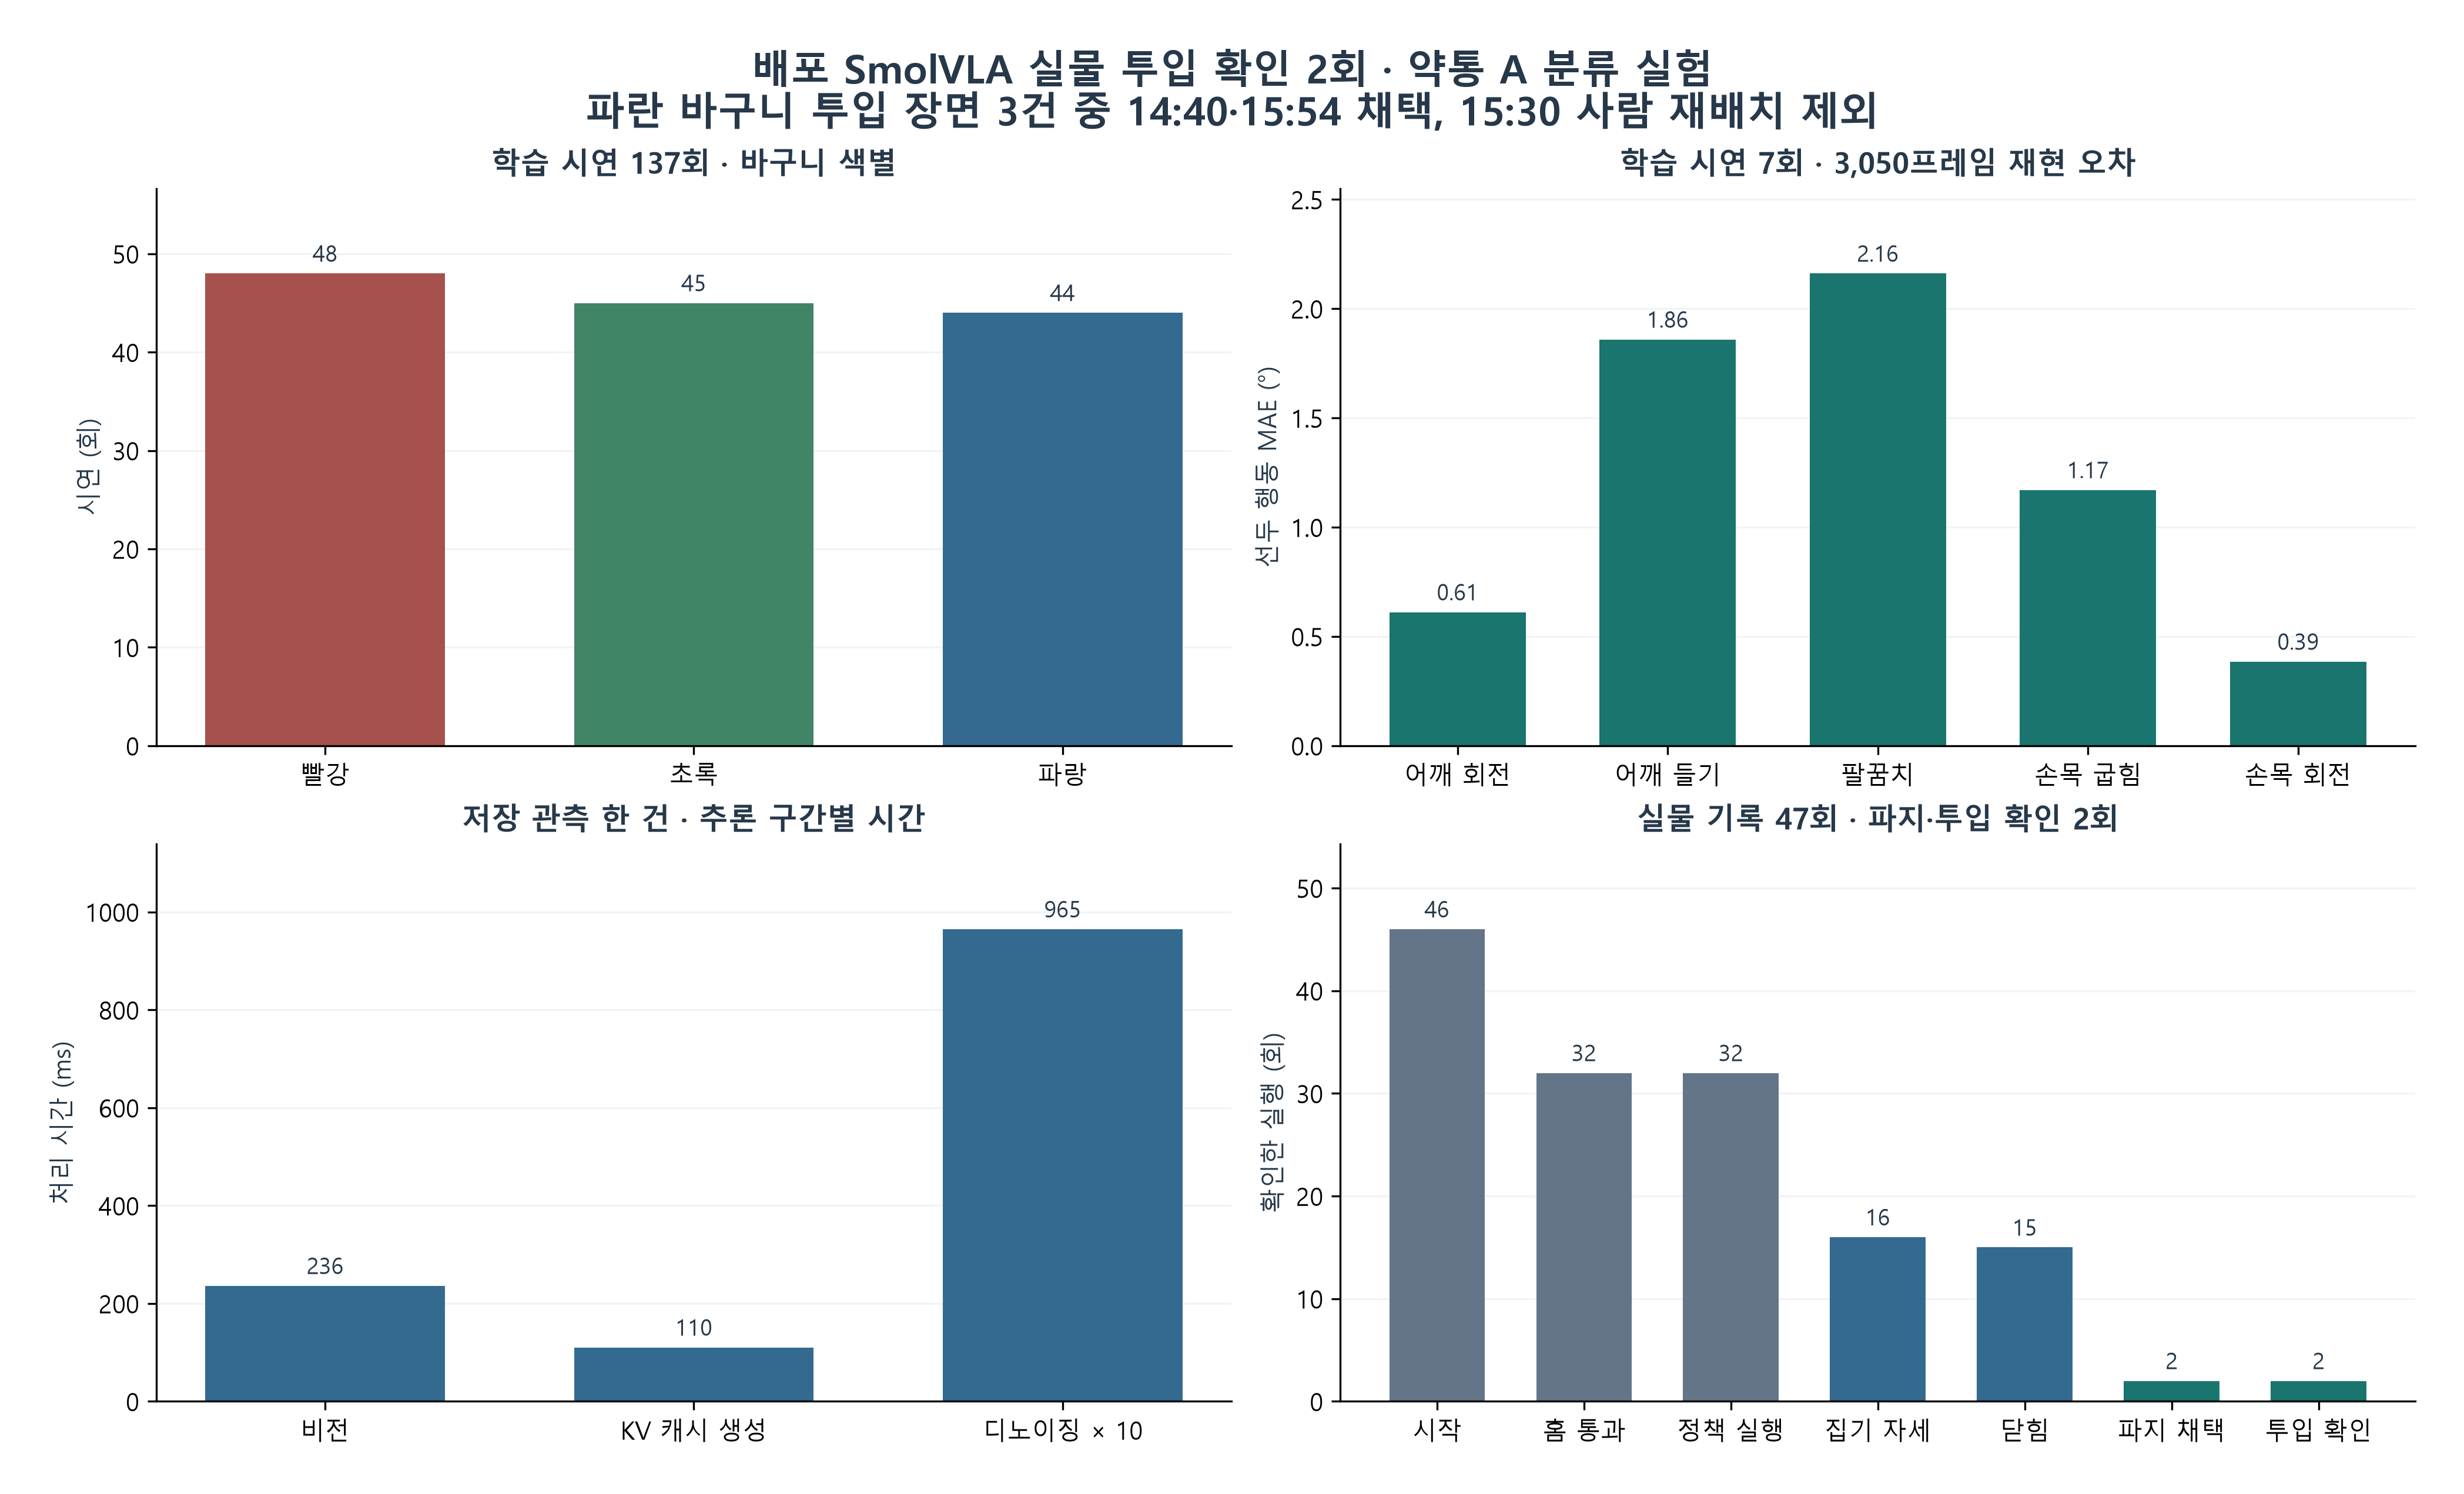 배포 SmolVLA 실물 투입 확인 2회 · 약통 A 분류 실험
파란 바구니 투입 장면 3건 중 14:40·15:54 채택, 15:30 사람 재배치 제외
학습 시연 137회 · 바구니 색별
시연 (회)
50
40
30
20
10
0
48
45
44
빨강
초록
파랑
학습 시연 7회 · 3,050프레임 재현 오차
선두 행동 MAE (°)
2.5
2.0
1.5
1.0
0.5
0.0
0.61
1.86
2.16
1.17
0.39
어깨 회전
어깨 들기
팔꿈치
손목 굽힘
손목 회전
저장 관측 한 건 · 추론 구간별 시간
처리 시간 (ms)
1000
800
600
400
200
0
236
110
965
비전
KV 캐시 생성
디노이징 × 10
실물 기록 47회 · 파지·투입 확인 2회
확인한 실행 (회)
50
40
30
20
10
0
46
32
32
16
15
2
2
시작
홈 통과
정책 실행
집기 자세
닫힘
파지 채택
투입 확인